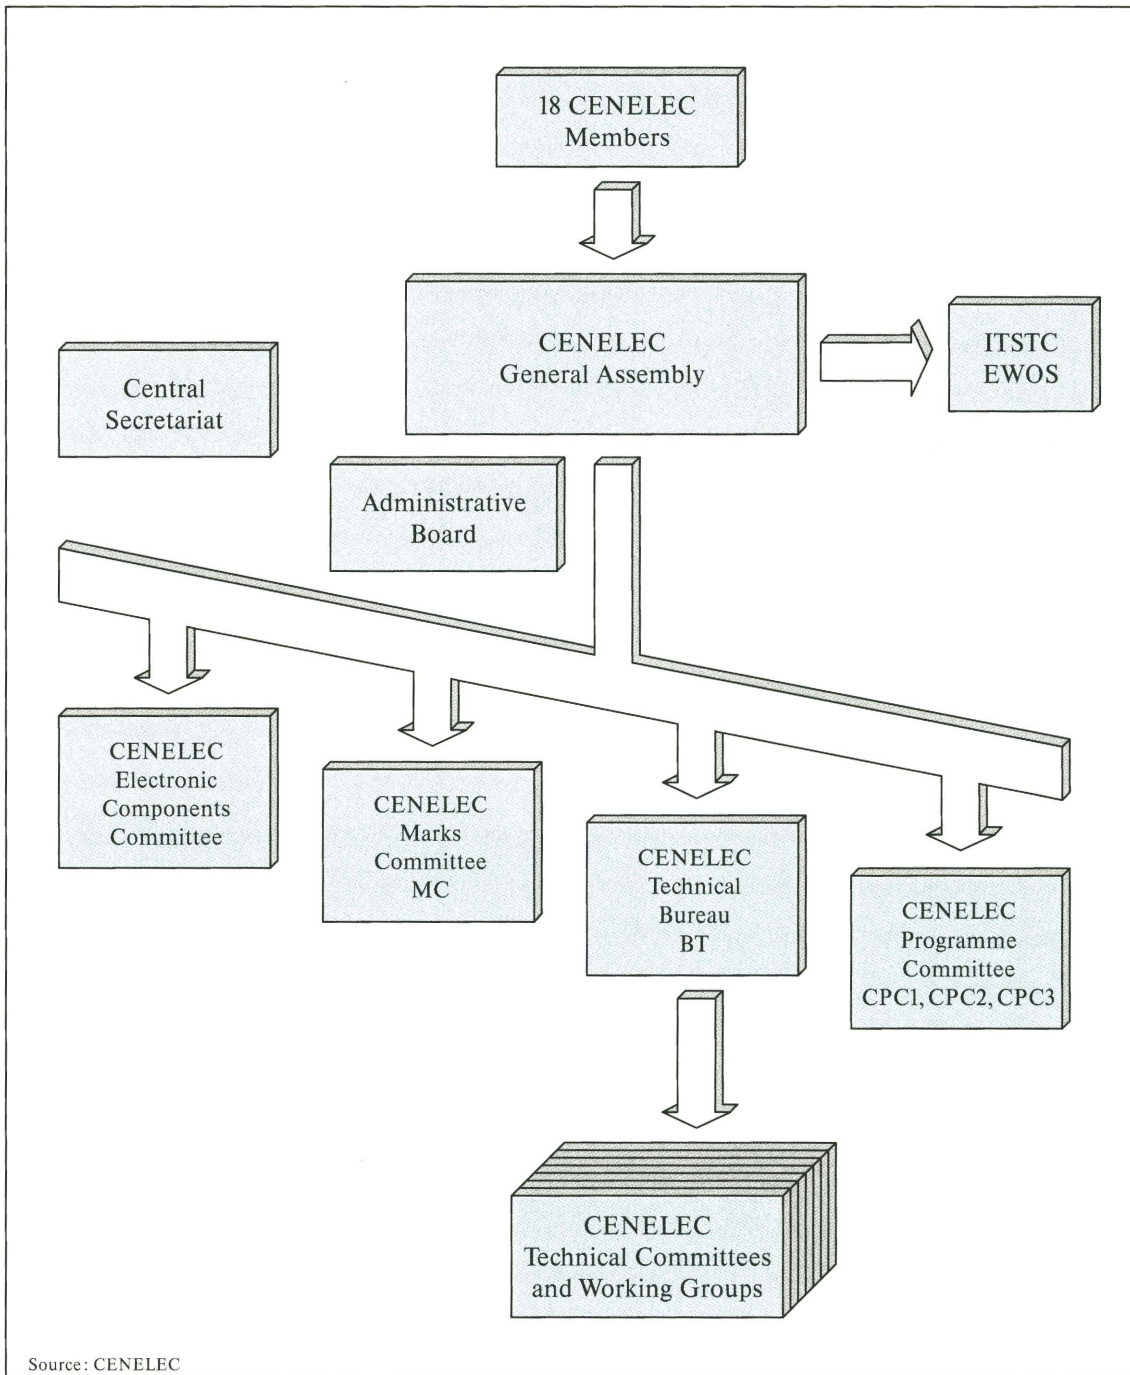 18 CENELEC
Members
CENELEC
General Assembly
ITSTC
EWOS
Central
Secretariat
Administrative
Board
CENELEC
Electronic
Components
Committee
CENELEC
Marks
Committee
MC
CENELEC
Technical
Bureau
BT
CENELEC
Programme
Committee
CPC1, CPC2, CPC3
CENELEC
Technical Committees
and Working Groups
Source: CENELEC